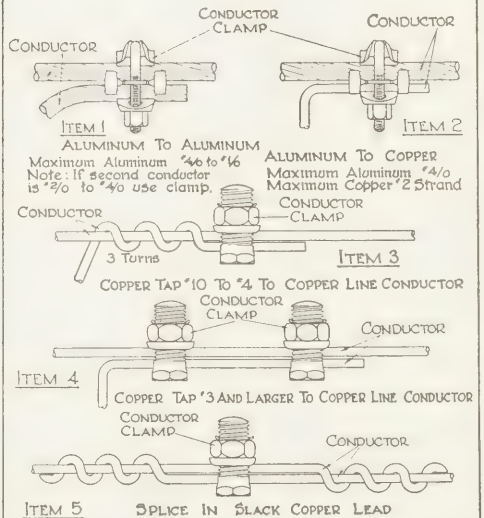 CONDUCTOR
CLAMP
CONDUCTOR
CONDUCTOR
ITEM 1
ITEM 2
ALUMINUM TO ALUMINUM
Maximum Aluminum #4/0 to #1/0
Note: If second conductor
is #2/0 to #4/0 use clamp.
ALUMINUM TO COPPER
Maximum Aluminum #4/0
Maximum Copper #2 Strand
CONDUCTOR
CLAMP
CONDUCTOR
3 Turns
ITEM 3
COPPER TAP #10 TO #4 TO COPPER LINE CONDUCTOR
CONDUCTOR
CLAMP
CONDUCTOR
ITEM 4
COPPER TAP #3 AND LARGER TO COPPER LINE CONDUCTOR
CONDUCTOR
CLAMP
CONDUCTOR
ITEM 5
SPLICE IN SLACK COPPER LEAD